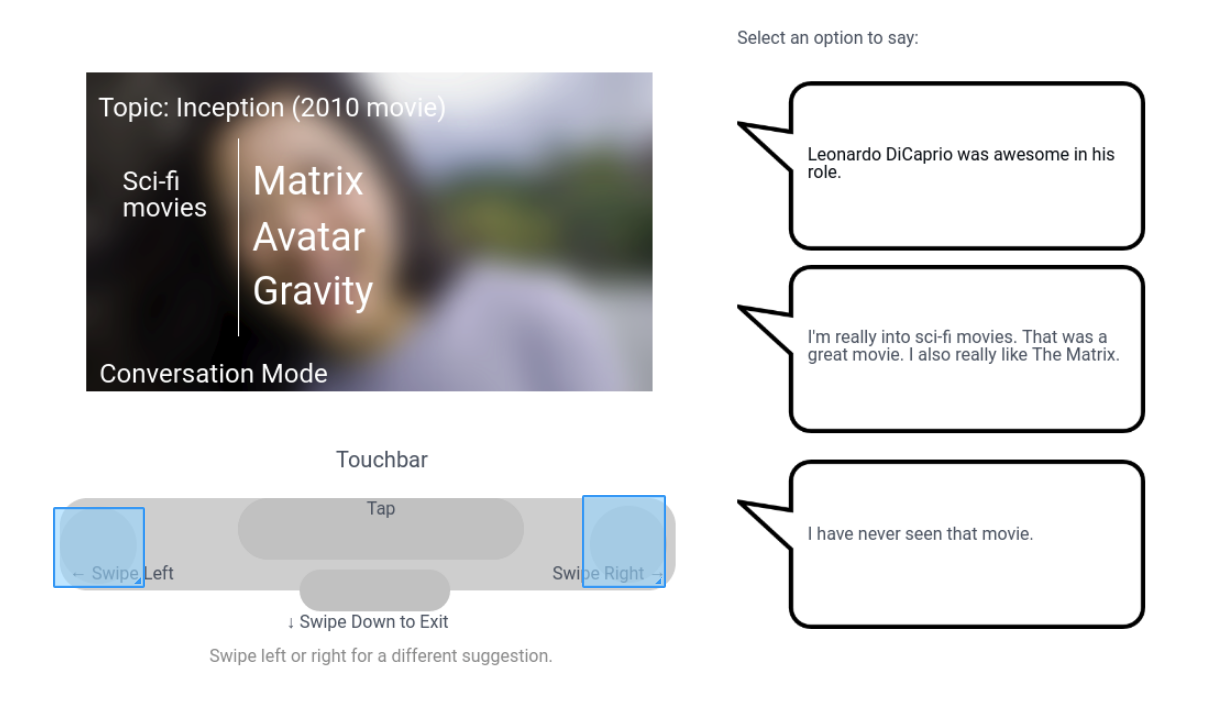 Select an option to say:
Topic: Inception (2010 movie)
Sci-fi
movies
Matrix
Avatar
Gravity
Conversation Mode
Leonardo DiCaprio was awesome in his
role.
I'm really into sci-fi movies. That was a
great movie. I also really like The Matrix.
I have never seen that movie.
Touchbar
Tap
← Swipe Left
Swipe Right →
↓ Swipe Down to Exit
Swipe left or right for a different suggestion.